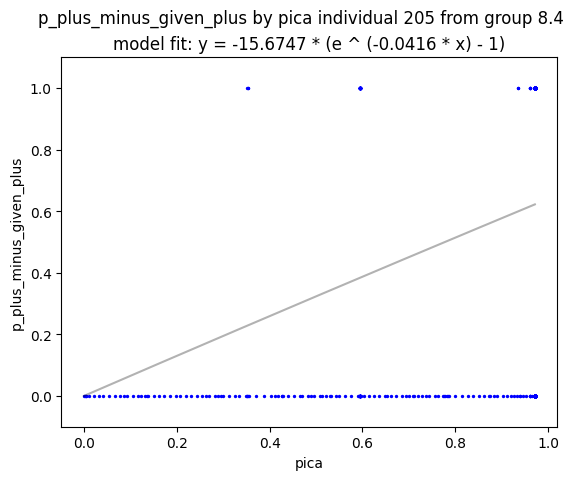 p_plus_minus_given_plus by pica individual 205 from group 8.4
model fit: y = -15.6747 * (e ^ (-0.0416 * x) - 1)
1.0
0.8
0.6
0.4
0.2
0.0
p_plus_minus_given_plus
0.0 0.2 0.4 0.6 0.8 1.0
pica